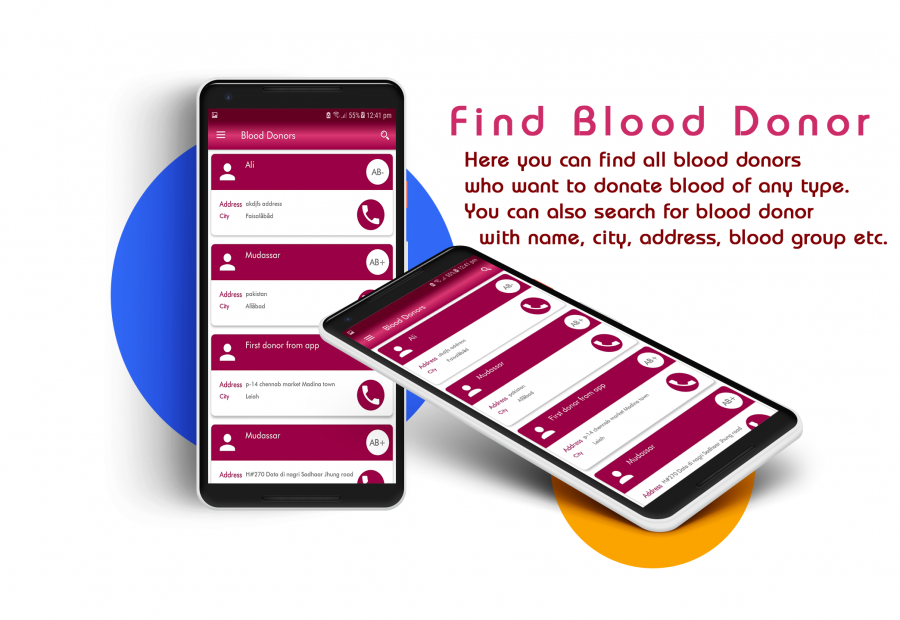 55% 12:41 pm
Blood Donors
Ali
AB-
Address akdjfs address
City Faisalābād
Mudassar
AB+
Address pakistan
City
First donor from app
Address p-14 chennab market Madina town
City Leiah
Mudassar
AB+
Address H#270 Data di nagri Sadhaar Jhung road
Find Blood Donor
Here you can find all blood donors
who want to donate blood of any type.
You can also search for blood donor
with name, city, address, blood group etc.
55% 12:41 pm
Blood Donors
Ali
AB-
Address akdjfs address
City Faisalābād
Mudassar
AB+
Address pakistan
City
First donor from app
AB+
Address p-14 chennab market Madina town
City Leiah
Mudassar
AB+
Address H#270 Data di nagri Sadhaar Jhung road